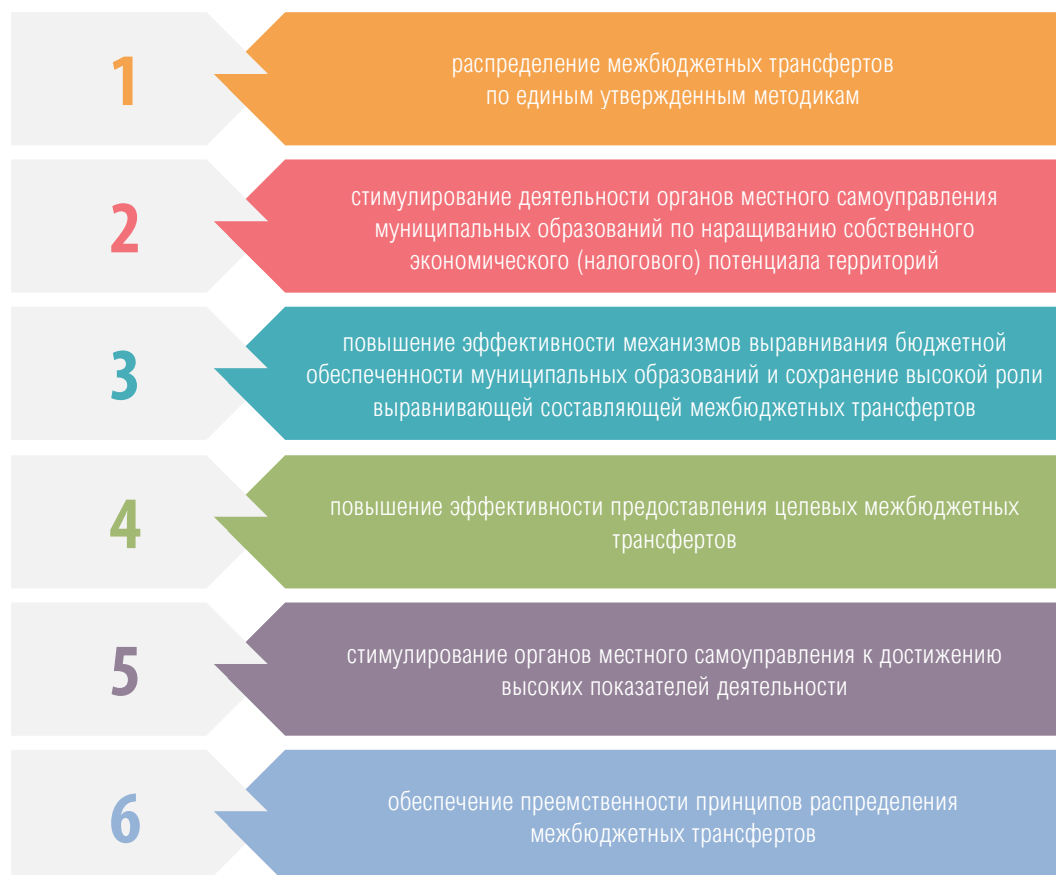 1
распределение межбюджетных трансфертов
по единым утвержденным методикам
2
стимулирование деятельности органов местного самоуправления
муниципальных образований по наращиванию собственного
экономического (налогового) потенциала территорий
3
повышение эффективности механизмов выравнивания бюджетной
обеспеченности муниципальных образований и сохранение высокой роли
выравнивающей составляющей межбюджетных трансфертов
4
повышение эффективности предоставления целевых межбюджетных
трансфертов
5
стимулирование органов местного самоуправления к достижению
высоких показателей деятельности
6
обеспечение преемственности принципов распределения
межбюджетных трансфертов